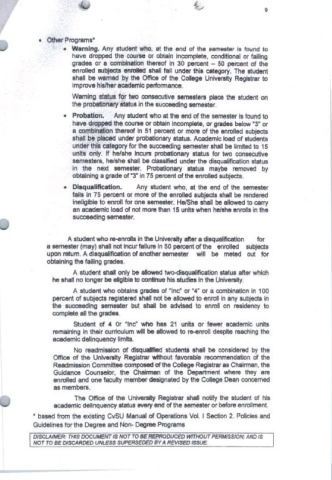 9
• Other Programs*
• Warning. Any student who, at the end of the semester is found to
have dropped the course or obtain incomplete, conditional or failing
grades or a combination thereof in 30 percent – 50 percent of the
enrolled subjects enrolled shall fall under this category. The student
shall be warned by the Office of the College University Registrar to
improve his/her academic performance.
Warning status for two consecutive semesters place the student on
the probationary status in the succeeding semester.
• Probation. Any student who at the end of the semester is found to
have dropped the course or obtain incomplete, or grades below "3" or
a combination thereof in 51 percent or more of the enrolled subjects
shall be placed under probationary status. Academic load of students
under this category for the succeeding semester shall be limited to 15
units only. If he/she incurs probationary status for two consecutive
semesters, he/she shall be classified under the disqualification status
in the next semester. Probationary status maybe removed by
obtaining a grade of "3" in 75 percent of the enrolled subjects.
• Disqualification. Any student who, at the end of the semester
fails in 75 percent or more of the enrolled subjects shall be rendered
ineligible to enroll for one semester. He/She shall be allowed to carry
an academic load of not more than 15 units when he/she enrolls in the
succeeding semester.
A student who re-enrolls in the University after a disqualification for
a semester (may) shall not incur failure in 50 percent of the enrolled subjects
upon return. A disqualification of another semester will be meted out for
obtaining the failing grades.
A student shall only be allowed two-disqualification status after which
he shall no longer be eligible to continue his studies in the University.
A student who obtains grades of "Inc" or "4" or a combination in 100
percent of subjects registered shall not be allowed to enroll in any subjects in
the succeeding semester but shall be advised to enroll on residency to
complete all the grades.
Student of 4 0r "Inc" who has 21 units or fewer academic units
remaining in their curriculum will be allowed to re-enroll despite reaching the
academic delinquency limits.
No readmission of disqualified students shall be considered by the
Office of the University Registrar without favorable recommendation of the
Readmission Committee composed of the College Registrar as Chairman, the
Guidance Counselor, the Chairman of the Department where they are
enrolled and one faculty member designated by the College Dean concerned
as members.
The Office of the University Registrar shall notify the student of his
academic delinquency status every end of the semester or before enrollment.
* based from the existing CvSU Manual of Operations Vol. I Section 2. Policies and
Guidelines for the Degree and Non- Degree Programs
DISCLAIMER: THIS DOCUMENT IS NOT TO BE REPRODUCED WITHOUT PERMISSION; AND IS
NOT TO BE DISCARDED UNLESS SUPERSEDED BY A REVISED ISSUE.